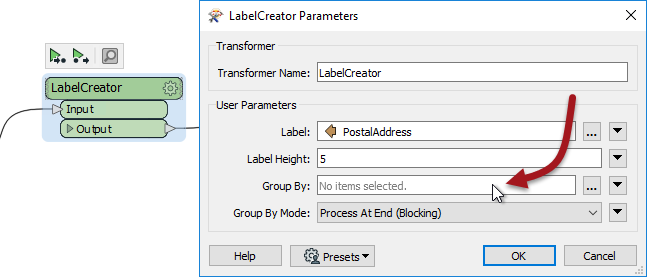 LabelCreator
Input
Output
LabelCreator Parameters
Transformer
Transformer Name: LabelCreator
User Parameters
Label: PostalAddress ...
Label Height: 5
Group By: No items selected. ...
Group By Mode: Process At End (Blocking)
Help Presets OK Cancel